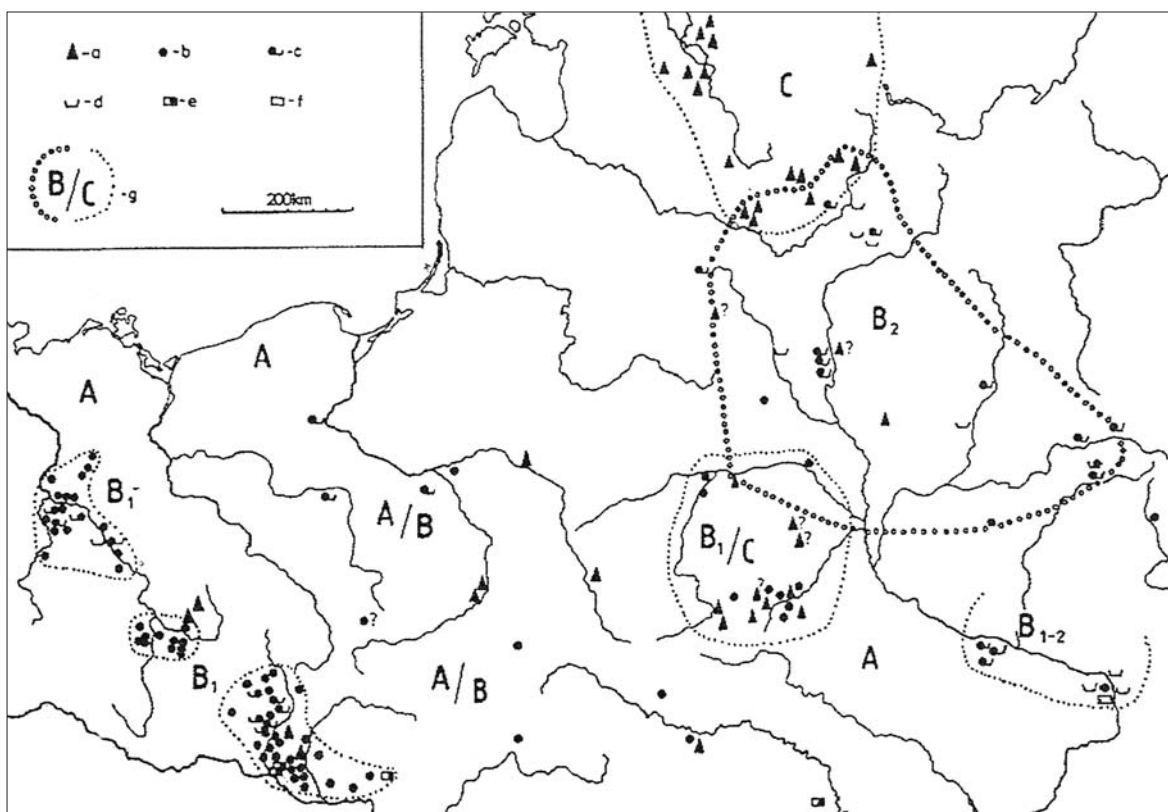 -a -b -c
-d -e -f
B/C -g
200km
C
B2
A
A
?
?
B1-
A/B
B1/C
?
?
?
?
B1-2
B1
A/B
A